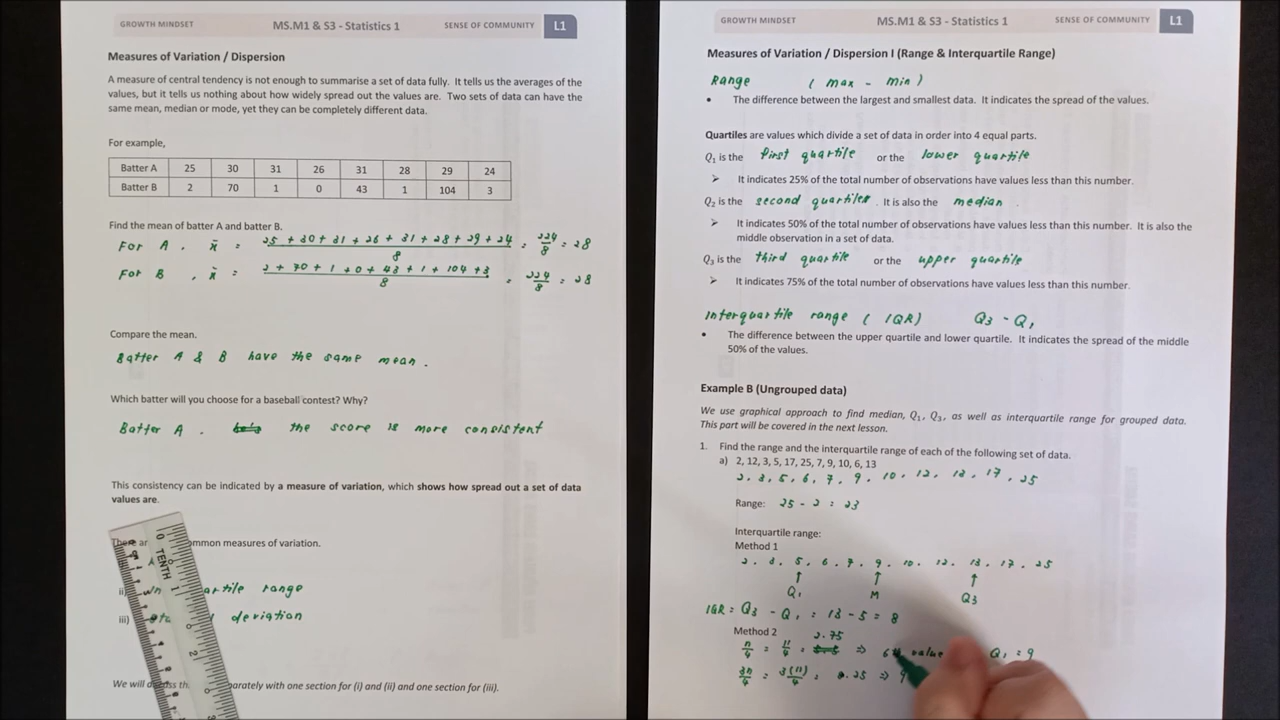 GROWTH MINDSET MS.M1 & S3 - Statistics 1 SENSE OF COMMUNITY L1
Measures of Variation / Dispersion
A measure of central tendency is not enough to summarise a set of data fully. It tells us the averages of the
values, but it tells us nothing about how widely spread out the values are. Two sets of data can have the
same mean, median or mode, yet they can be completely different data.
For example,
Batter A 25 30 31 26 31 28 29 24
Batter B 2 70 1 0 43 1 104 3
Find the mean of batter A and batter B.
For A, x̄ = 25 + 30 + 31 + 26 + 31 + 28 + 29 + 24 / 8 = 224/8 = 28
For B, x̄ = 2 + 70 + 1 + 0 + 43 + 1 + 104 + 3 / 8 = 224/8 = 28
Compare the mean.
Batter A & B have the same mean.
Which batter will you choose for a baseball contest? Why?
Batter A. the score is more consistent
This consistency can be indicated by a measure of variation, which shows how spread out a set of data
values are.
ommon measures of variation.
ii) artile range
iii) deviation
We will parately with one section for (i) and (ii) and one section for (iii).
GROWTH MINDSET MS.M1 & S3 - Statistics 1 SENSE OF COMMUNITY L1
Measures of Variation / Dispersion I (Range & Interquartile Range)
Range (max - min)
• The difference between the largest and smallest data. It indicates the spread of the values.
Quartiles are values which divide a set of data in order into 4 equal parts.
Q₁ is the first quartile or the lower quartile
➢ It indicates 25% of the total number of observations have values less than this number.
Q₂ is the second quartiles. It is also the median.
➢ It indicates 50% of the total number of observations have values less than this number. It is also the
middle observation in a set of data.
Q₃ is the third quartile or the upper quartile
➢ It indicates 75% of the total number of observations have values less than this number.
Interquartile range (IQR) Q₃ - Q₁
• The difference between the upper quartile and lower quartile. It indicates the spread of the middle
50% of the values.
Example B (Ungrouped data)
We use graphical approach to find median, Q₁, Q₃, as well as interquartile range for grouped data.
This part will be covered in the next lesson.
1. Find the range and the interquartile range of each of the following set of data.
a) 2, 12, 3, 5, 17, 25, 7, 9, 10, 6, 13
2, 3, 5, 6, 7, 9, 10, 12, 13, 17, 25
Range: 25 - 2 = 23
Interquartile range:
Method 1
2, 3, 5, 6, 7, 9, 10, 12, 13, 17, 25
↑ ↑ ↑
Q₁ M Q₃
IQR = Q₃ - Q₁ = 13 - 5 = 8
Method 2
n/4 = 11/4 = 2.75 ⇒ value Q₁ = 9
3n/4 = 3(11)/4 = 8.25 ⇒ 9
0 TENTH 1
2
3